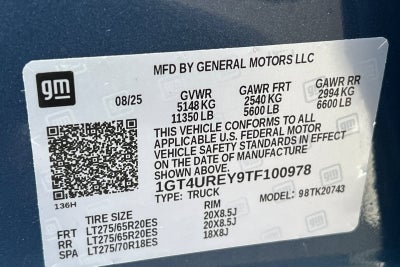 gm
MFD BY GENERAL MOTORS LLC
08/25 GVWR GAWR FRT GAWR RR
5148 KG 2540 KG 2994 KG
11350 LB 5600 LB 6600 LB
THIS VEHICLE CONFORMS TO ALL
APPLICABLE U.S. FEDERAL MOTOR
VEHICLE SAFETY STANDARDS IN EFFECT
ON THE DATE OF MANUFACTURE
SHOWN ABOVE.
1GT4UREY9TF100978
136H TYPE: TRUCK MODEL: 98TK20743
TIRE SIZE RIM
FRT LT275/65R20ES 20X8.5J
RR LT275/65R20ES 20X8.5J
SPA LT275/70R18ES 18X8J